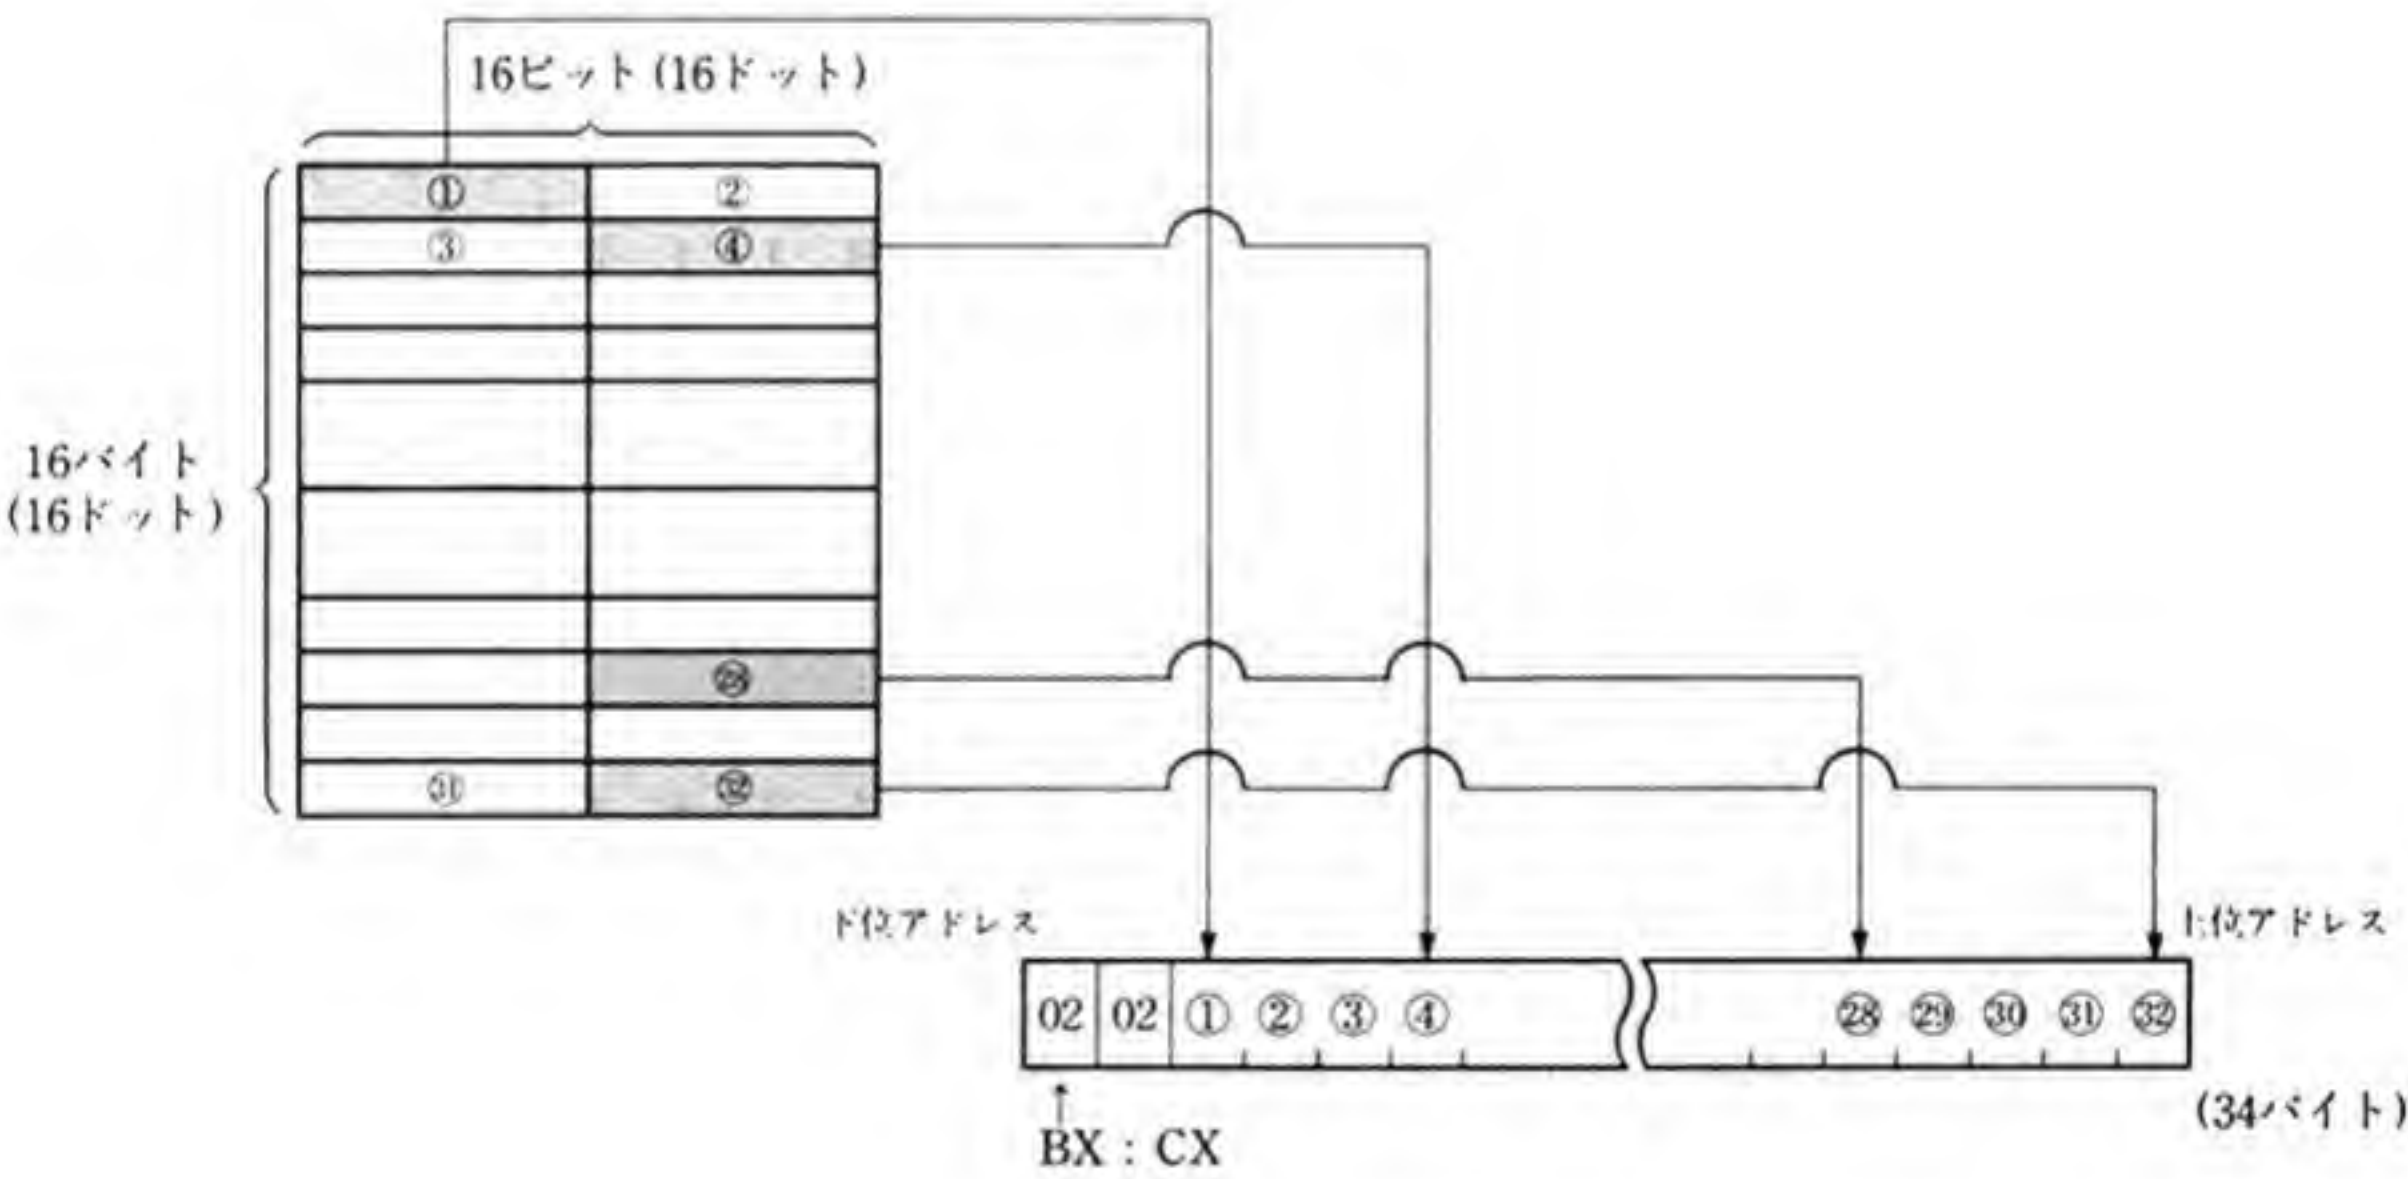 16ビット(16ドット)
① ②
③ ④
16バイト
(16ドット)
㉘
㉛ ㉜
下位アドレス
上位アドレス
02 02 ① ② ③ ④ ㉘ ㉙ ㉚ ㉛ ㉜
↑
(34バイト)
BX : CX